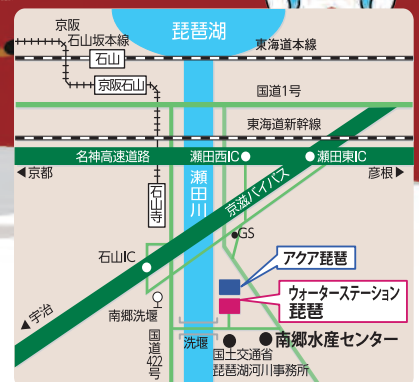 琵琶湖
京阪
石山坂本線
東海道本線
石山
京阪石山
国道1号
東海道新幹線
名神高速道路
瀬田西IC
瀬田東IC
◀京都
彦根▶
瀬田川
京滋バイパス
石山寺
GS
石山IC
アクア琵琶
ウォーターステーション
琵琶
▲宇治
南郷洗堰
国道422号
洗堰
南郷水産センター
国土交通省
琵琶湖河川事務所